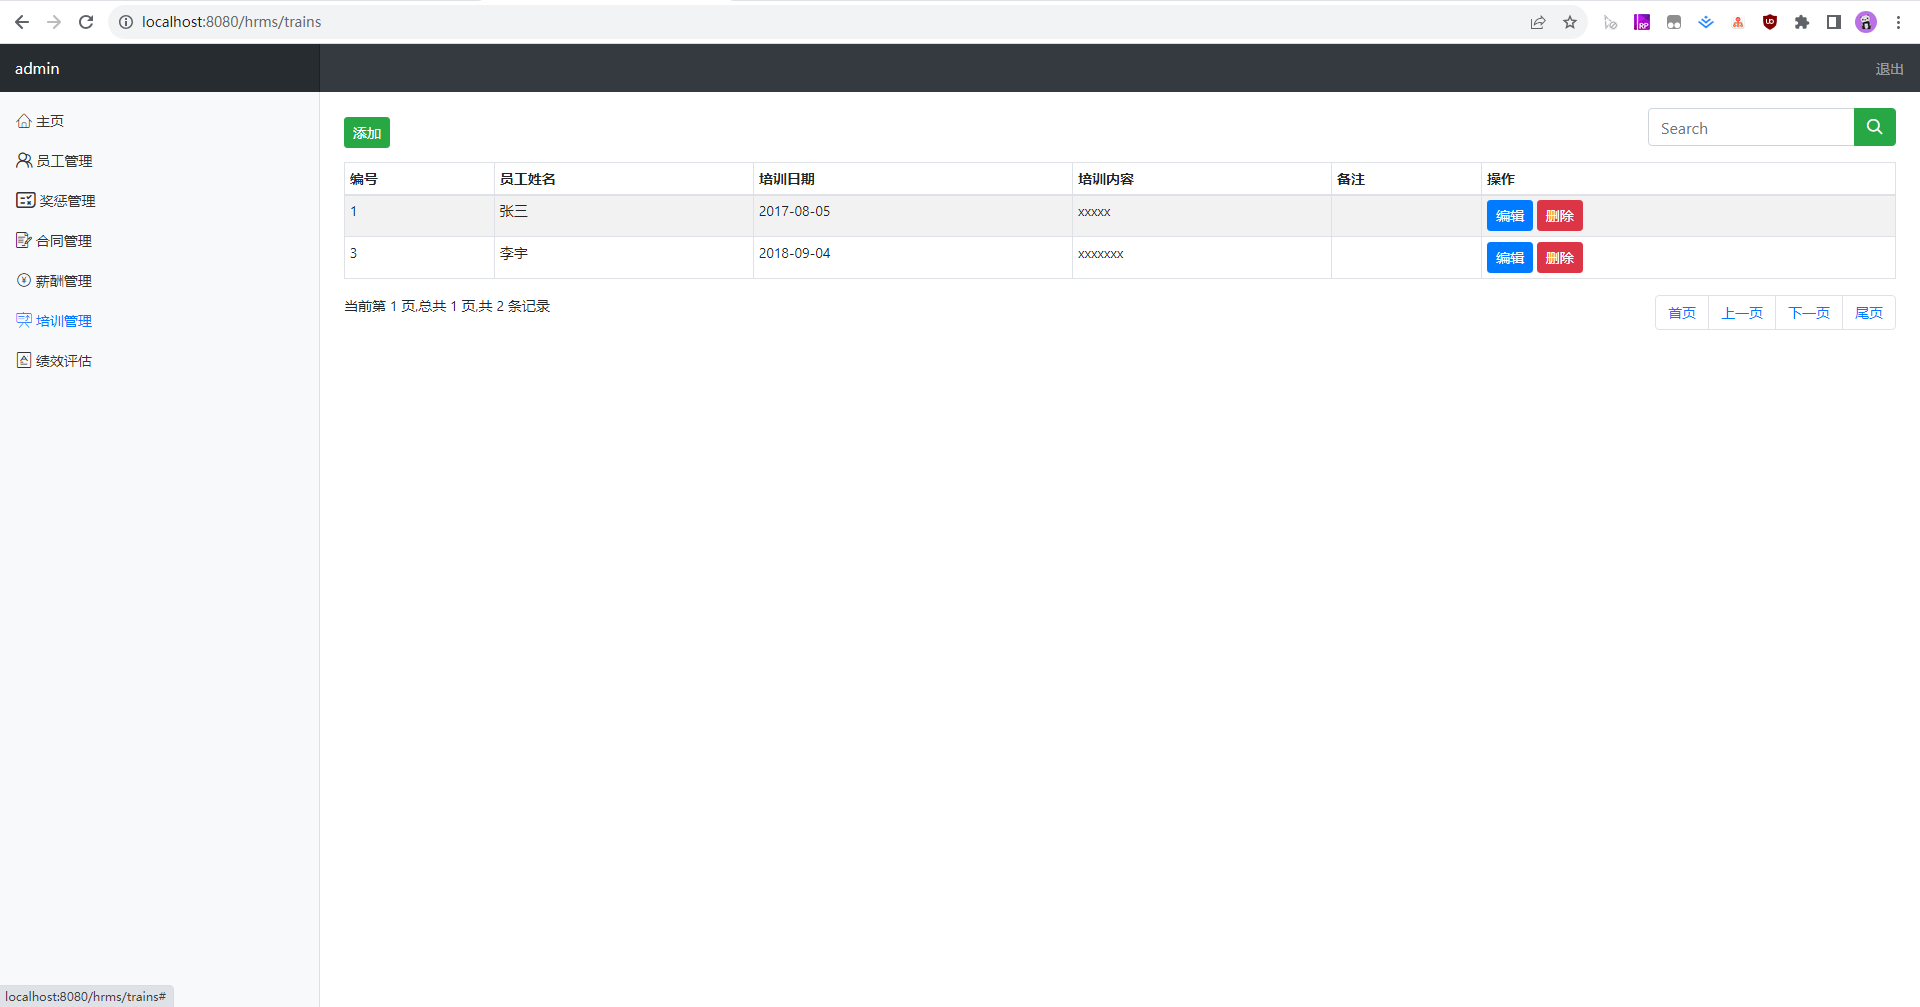 localhost:8080/hrms/trains
admin
退出
主页
员工管理
奖惩管理
合同管理
薪酬管理
培训管理
绩效评估
添加
Search
编号 员工姓名 培训日期 培训内容 备注 操作
1 张三 2017-08-05 xxxxx 编辑 删除
3 李宇 2018-09-04 xxxxxxx 编辑 删除
当前第 1 页,总共 1 页,共 2 条记录
首页 上一页 下一页 尾页
localhost:8080/hrms/trains#